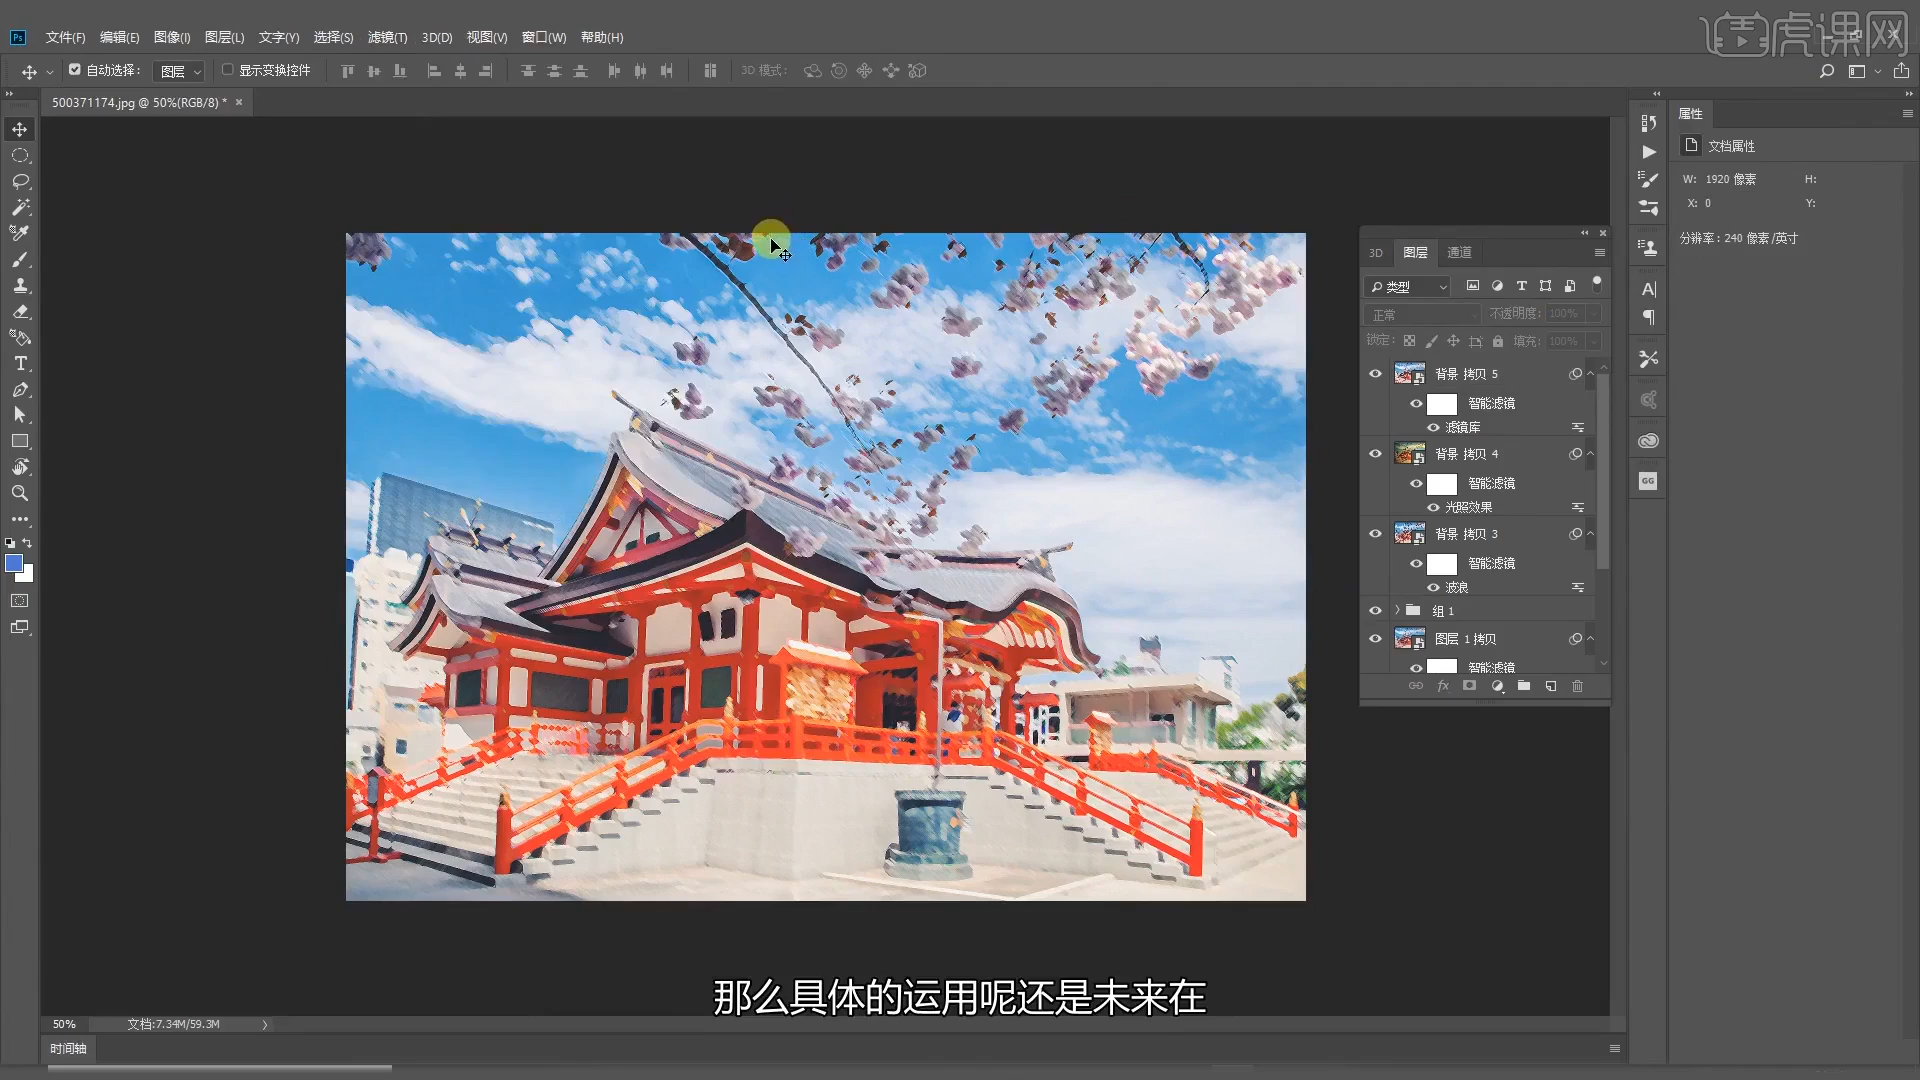 虎课网
Ps 文件(F) 编辑(E) 图像(I) 图层(L) 文字(Y) 选择(S) 滤镜(T) 3D(D) 视图(V) 窗口(W) 帮助(H)
自动选择： 图层 显示变换控件 3D 模式：
500371174.jpg @ 50%(RGB/8) * ×
属性
文档属性
W: 1920 像素 H:
X: 0 Y:
分辨率：240 像素/英寸
3D 图层 通道
类型
正常 不透明度: 100%
锁定: 填充: 100%
背景 拷贝 5
智能滤镜
滤镜库
背景 拷贝 4
智能滤镜
光照效果
背景 拷贝 3
智能滤镜
波浪
组 1
图层 1 拷贝
智能滤镜
fx
那么具体的运用呢还是未来在
50% 文档:7.34M/59.3M
时间轴